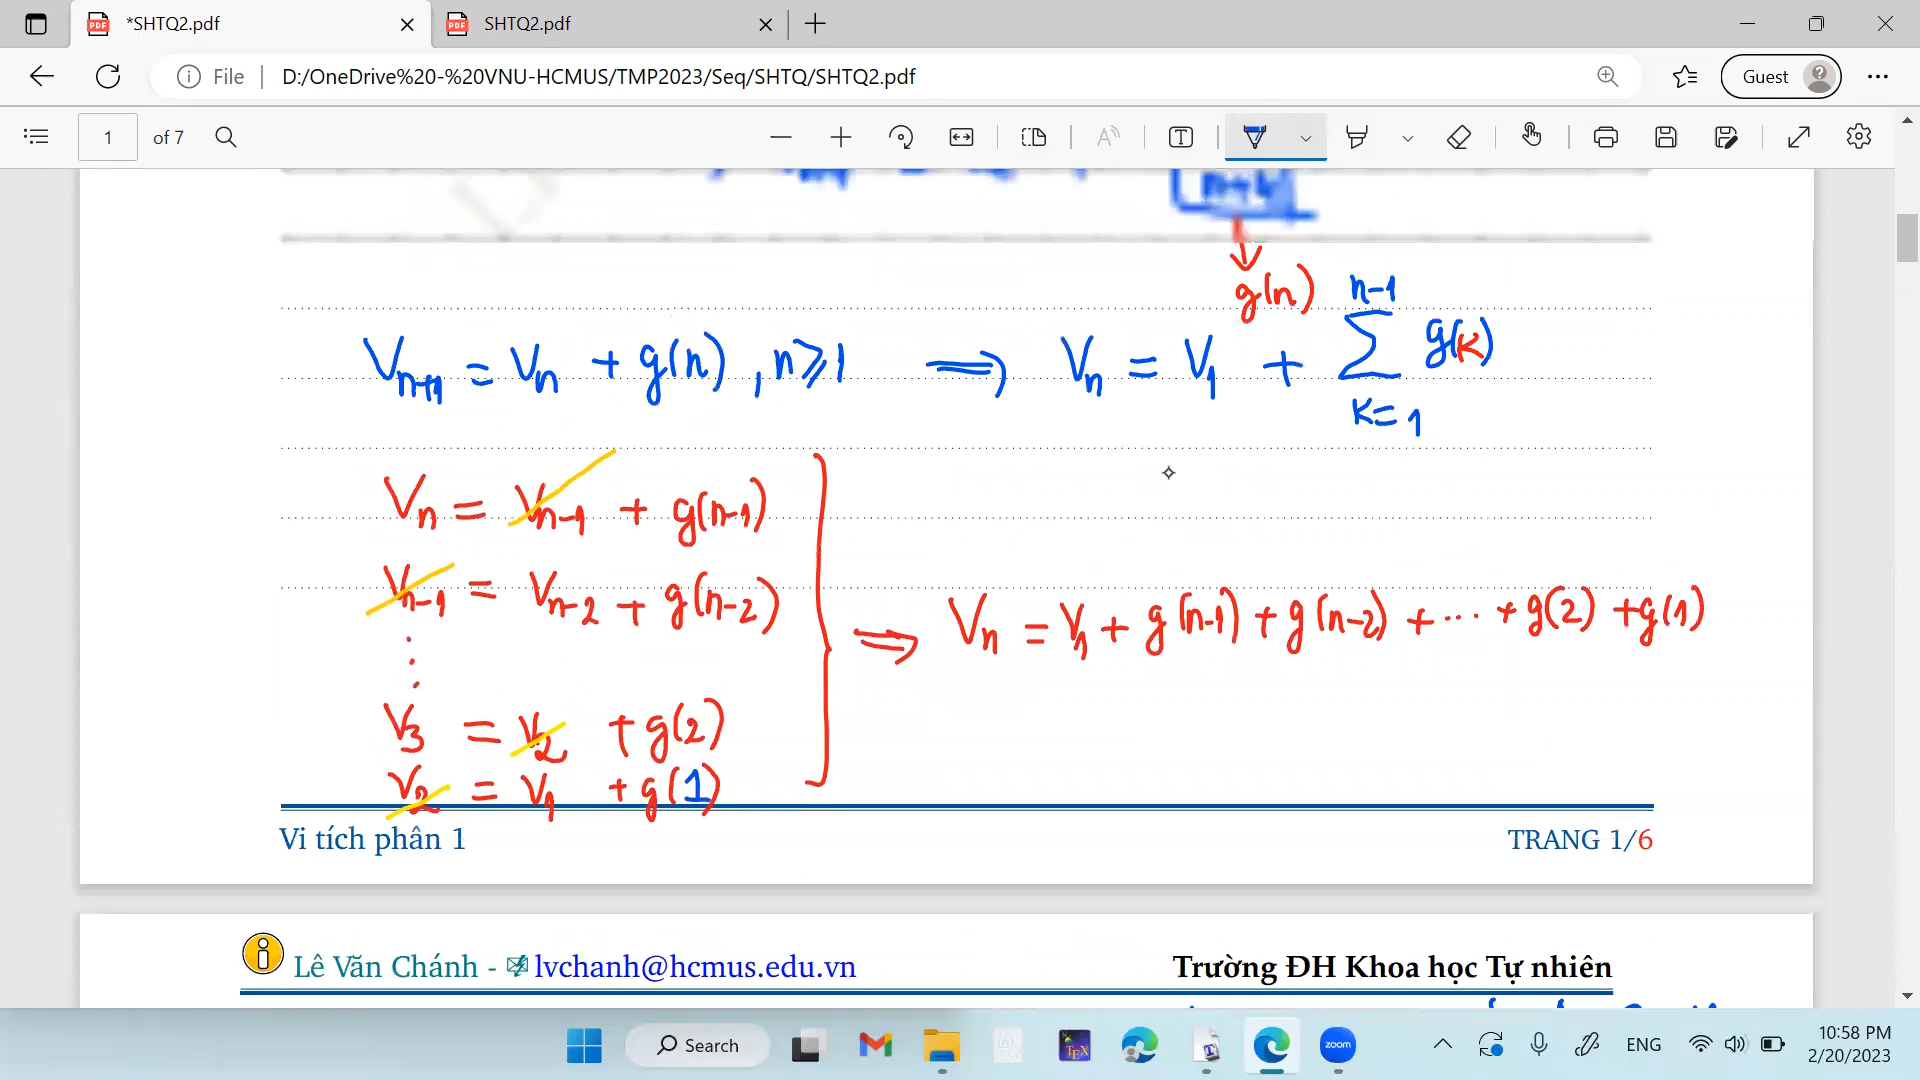 *SHTQ2.pdf
SHTQ2.pdf
File
D:/OneDrive%20-%20VNU-HCMUS/TMP2023/Seq/SHTQ/SHTQ2.pdf
Guest
1 of 7
g(n)
V_{n+1} = V_n + g(n), n ⩾ 1 ⟹ V_n = V_1 + \sum_{k=1}^{n-1} g(k)
V_n = V_{n-1} + g(n-1)
V_{n-1} = V_{n-2} + g(n-2)
⋮
⟹ V_n = V_1 + g(n-1) + g(n-2) + ... + g(2) + g(1)
V_3 = V_2 + g(2)
V_2 = V_1 + g(1)
Vi tích phân 1
TRANG 1/6
Lê Văn Chánh - lvchanh@hcmus.edu.vn
Trường ĐH Khoa học Tự nhiên
Search
TEX
zoom
ENG
10:58 PM
2/20/2023